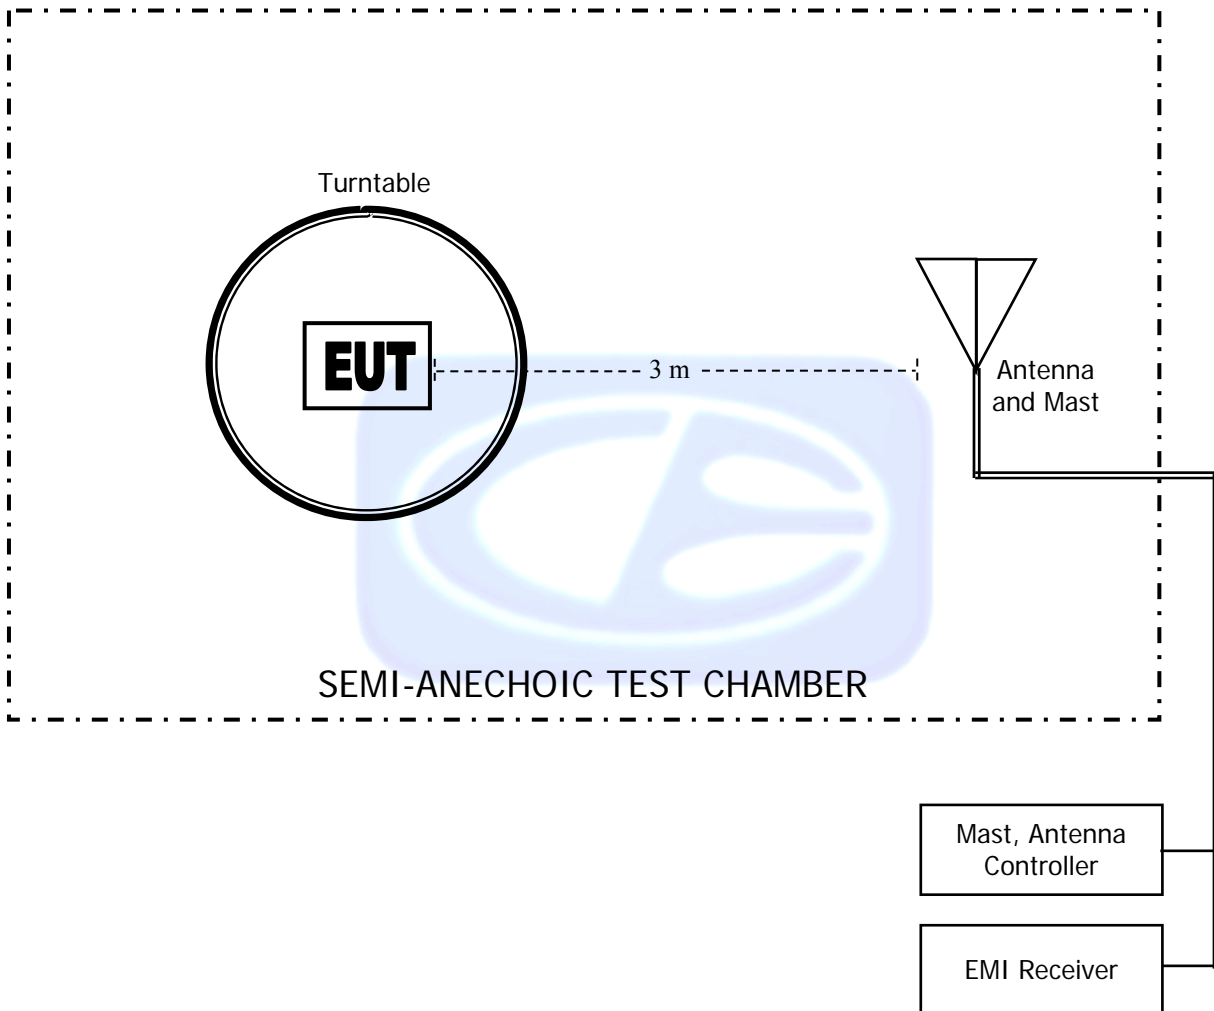 Turntable
EUT
3 m
Antenna
and Mast
SEMI-ANECHOIC TEST CHAMBER
Mast, Antenna
Controller
EMI Receiver